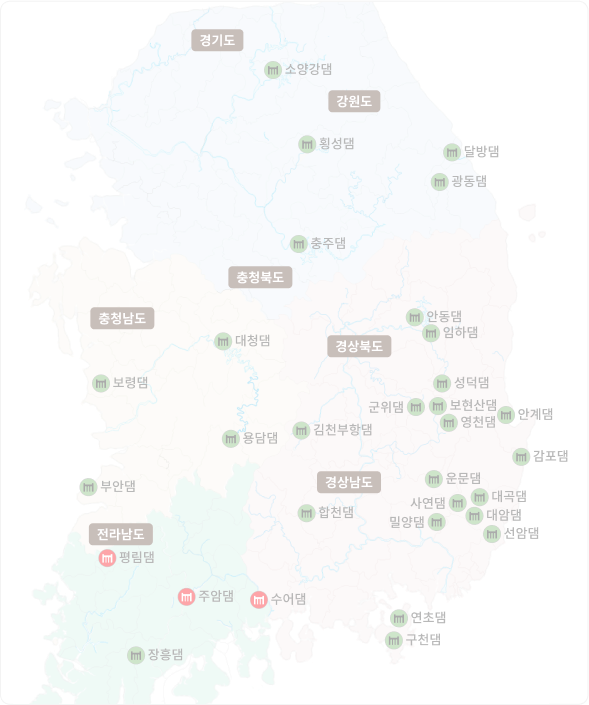 경기도
소양강댐
강원도
횡성댐
달방댐
광동댐
충주댐
충청북도
충청남도
안동댐
임하댐
대청댐
경상북도
보령댐
성덕댐
군위댐
보현산댐
안계댐
영천댐
김천부항댐
용담댐
감포댐
경상남도
운문댐
부안댐
대곡댐
사연댐
합천댐
대암댐
밀양댐
선암댐
전라남도
평림댐
주암댐
수어댐
연초댐
구천댐
장흥댐